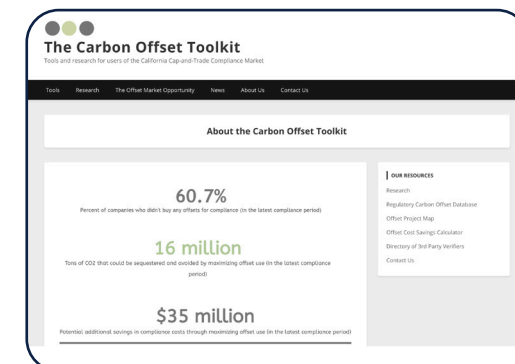 The Carbon Offset Toolkit
Tools and research for users of the California Cap-and-Trade Compliance Market
Tools Research The Offset Market Opportunity News About Us Contact Us
About the Carbon Offset Toolkit
60.7%
Percent of companies who didn't buy any offsets for compliance (in the latest compliance period)
16 million
Tons of CO2 that could be sequestered and avoided by maximizing offset use (in the latest compliance
period)
$35 million
Potential additional savings in compliance costs through maximizing offset use (in the latest compliance period)
OUR RESOURCES
Research
Regulatory Carbon Offset Database
Offset Project Map
Offset Cost Savings Calculator
Directory of 3rd Party Verifiers
Contact Us